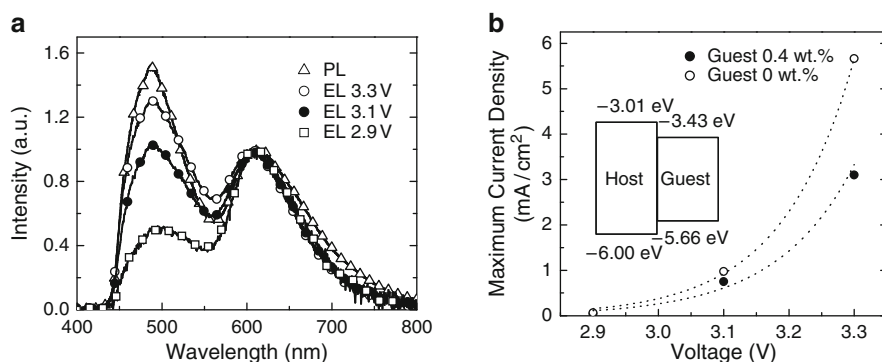 a
Intensity (a.u.)
1.6
1.2
0.8
0.4
0.0
400 500 600 700 800
Wavelength (nm)
PL
EL 3.3 V
EL 3.1 V
EL 2.9 V
b
Maximum Current Density
(mA/cm²)
6
5
4
3
2
1
0
2.9 3.0 3.1 3.2 3.3
Voltage (V)
Guest 0.4 wt.%
Guest 0 wt.%
−3.01 eV
−3.43 eV
Host
Guest
−5.66 eV
−6.00 eV